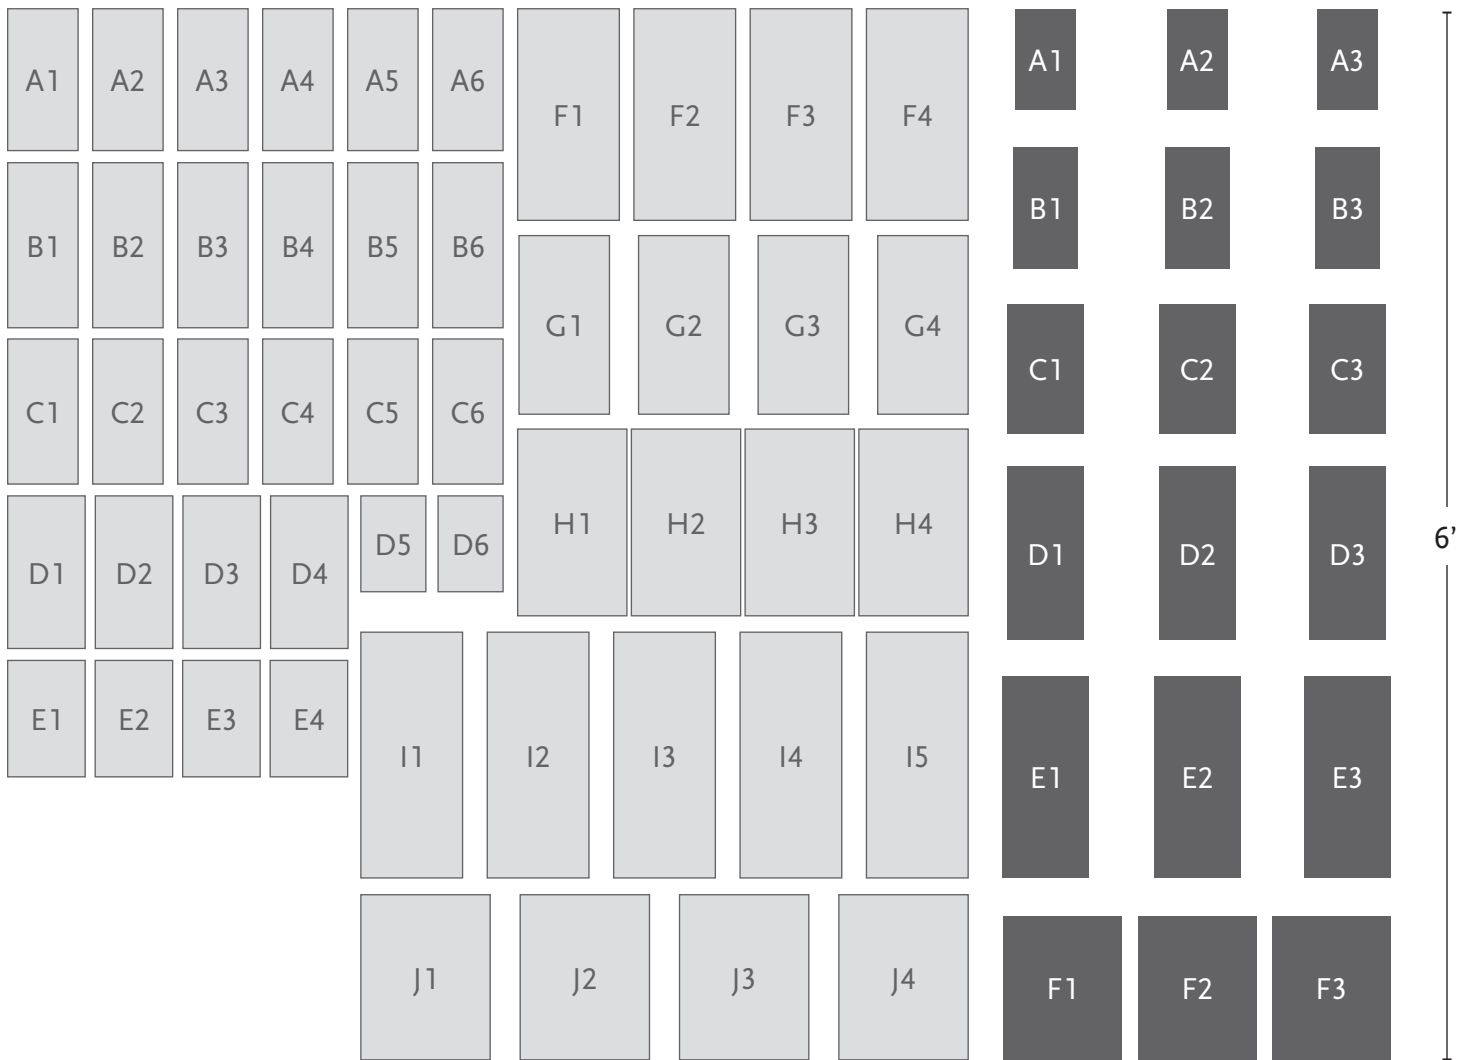 A1 A2 A3 A4 A5 A6
B1 B2 B3 B4 B5 B6
C1 C2 C3 C4 C5 C6
D1 D2 D3 D4 D5 D6
E1 E2 E3 E4
F1 F2 F3 F4
G1 G2 G3 G4
H1 H2 H3 H4
I1 I2 I3 I4 I5
J1 J2 J3 J4
A1 A2 A3
B1 B2 B3
C1 C2 C3
D1 D2 D3
E1 E2 E3
F1 F2 F3
6’